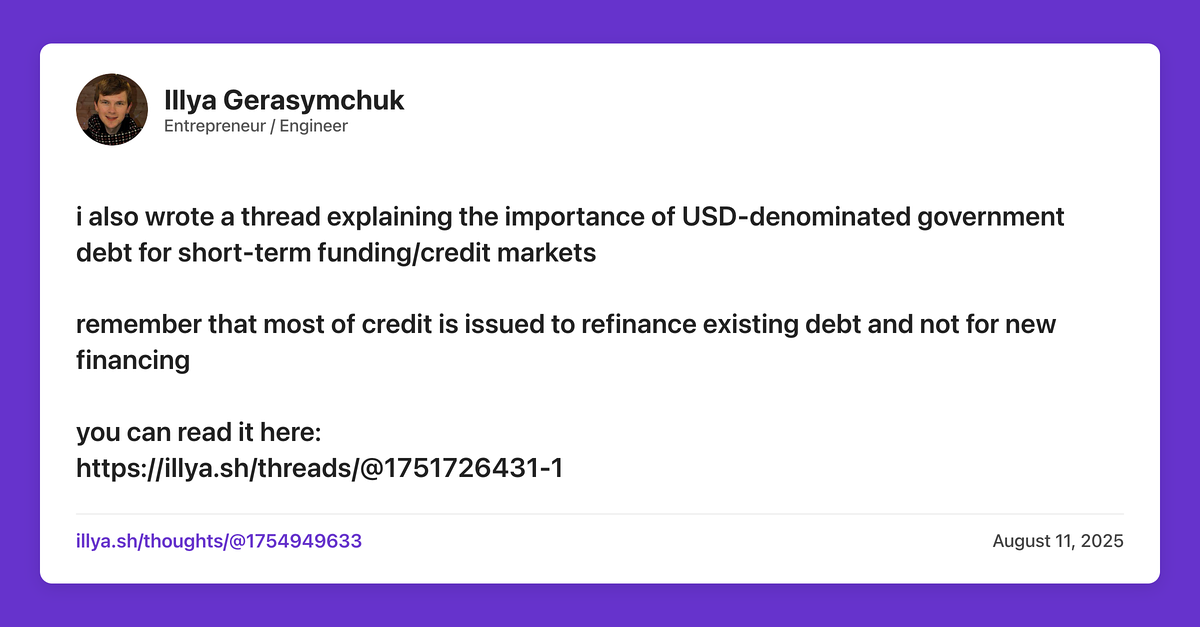 Illya Gerasymchuk
Entrepreneur / Engineer
i also wrote a thread explaining the importance of USD-denominated government
debt for short-term funding/credit markets
remember that most of credit is issued to refinance existing debt and not for new
financing
you can read it here:
https://illya.sh/threads/@1751726431-1
illya.sh/thoughts/@1754949633
August 11, 2025